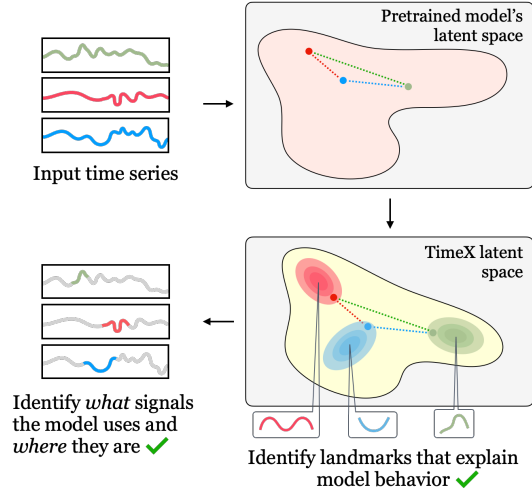 Pretrained model's
latent space
Input time series
TimeX latent
space
Identify what signals
the model uses and
where they are
Identify landmarks that explain
model behavior